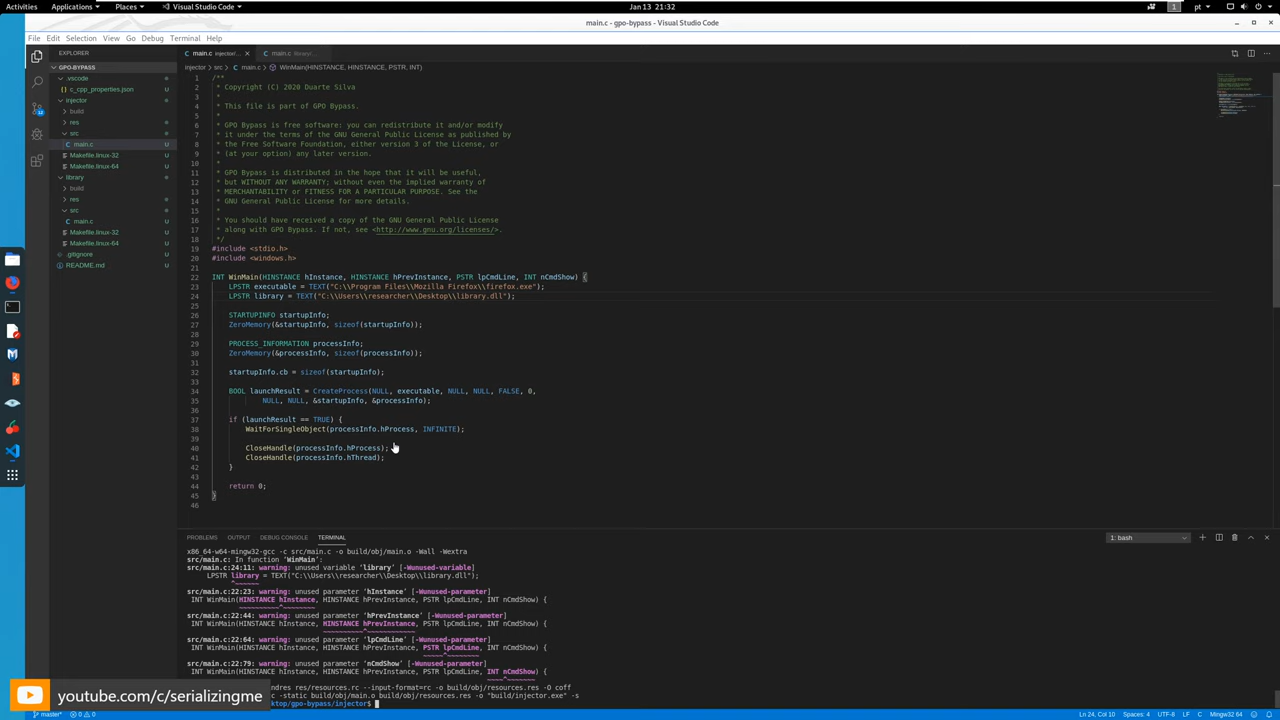 Activities Applications Places Visual Studio Code Jan 13 21:32 1 pt
main.c - gpo-bypass - Visual Studio Code
File Edit Selection View Go Debug Terminal Help
EXPLORER
GPO-BYPASS
.vscode
c_cpp_properties.json U
injector
build
res
src
main.c U
Makefile.linux-32 U
Makefile.linux-64 U
library
build
res
src
main.c U
Makefile.linux-32 U
Makefile.linux-64 U
.gitignore U
README.md U
main.c injector/... main.c library/...
injector > src > main.c > WinMain(HINSTANCE, HINSTANCE, PSTR, INT)
1 /**
2 * Copyright (C) 2020 Duarte Silva
3 *
4 * This file is part of GPO Bypass.
5 *
6 * GPO Bypass is free software: you can redistribute it and/or modify
7 * it under the terms of the GNU General Public License as published by
8 * the Free Software Foundation, either version 3 of the License, or
9 * (at your option) any later version.
10 *
11 * GPO Bypass is distributed in the hope that it will be useful,
12 * but WITHOUT ANY WARRANTY; without even the implied warranty of
13 * MERCHANTABILITY or FITNESS FOR A PARTICULAR PURPOSE. See the
14 * GNU General Public License for more details.
15 *
16 * You should have received a copy of the GNU General Public License
17 * along with GPO Bypass. If not, see <http://www.gnu.org/licenses/>.
18 */
19 #include <stdio.h>
20 #include <windows.h>
21
22 INT WinMain(HINSTANCE hInstance, HINSTANCE hPrevInstance, PSTR lpCmdLine, INT nCmdShow) {
23 LPSTR executable = TEXT("C:\\Program Files\\Mozilla Firefox\\firefox.exe");
24 LPSTR library = TEXT("C:\\Users\\researcher\\Desktop\\library.dll");
25
26 STARTUPINFO startupInfo;
27 ZeroMemory(&startupInfo, sizeof(startupInfo));
28
29 PROCESS_INFORMATION processInfo;
30 ZeroMemory(&processInfo, sizeof(processInfo));
31
32 startupInfo.cb = sizeof(startupInfo);
33
34 BOOL launchResult = CreateProcess(NULL, executable, NULL, NULL, FALSE, 0,
35 NULL, NULL, &startupInfo, &processInfo);
36
37 if (launchResult == TRUE) {
38 WaitForSingleObject(processInfo.hProcess, INFINITE);
39
40 CloseHandle(processInfo.hProcess);
41 CloseHandle(processInfo.hThread);
42 }
43
44 return 0;
45 }
46
PROBLEMS OUTPUT DEBUG CONSOLE TERMINAL 1: bash
x86_64-w64-mingw32-gcc -c src/main.c -o build/obj/main.o -Wall -Wextra
src/main.c: In function 'WinMain':
src/main.c:24:11: warning: unused variable 'library' [-Wunused-variable]
LPSTR library = TEXT("C:\\Users\\researcher\\Desktop\\library.dll");
^~~~~~~
src/main.c:22:23: warning: unused parameter 'hInstance' [-Wunused-parameter]
INT WinMain(HINSTANCE hInstance, HINSTANCE hPrevInstance, PSTR lpCmdLine, INT nCmdShow) {
~~~~~~~~~~^~~~~~~~~
src/main.c:22:44: warning: unused parameter 'hPrevInstance' [-Wunused-parameter]
INT WinMain(HINSTANCE hInstance, HINSTANCE hPrevInstance, PSTR lpCmdLine, INT nCmdShow) {
~~~~~~~~~~^~~~~~~~~~~~~
src/main.c:22:64: warning: unused parameter 'lpCmdLine' [-Wunused-parameter]
INT WinMain(HINSTANCE hInstance, HINSTANCE hPrevInstance, PSTR lpCmdLine, INT nCmdShow) {
~~~~~^~~~~~~~~
src/main.c:22:79: warning: unused parameter 'nCmdShow' [-Wunused-parameter]
INT WinMain(HINSTANCE hInstance, HINSTANCE hPrevInstance, PSTR lpCmdLine, INT nCmdShow) {
~~~~^~~~~~~~
ndres res/resources.rc --input-format=rc -o build/obj/resources.res -O coff
c -static build/obj/main.o build/obj/resources.res -o "build/injector.exe" -s
ktop/gpo-bypass/injector$
youtube.com/c/serializingme
master* 0 0 Ln 24, Col 10 Spaces: 4 UTF-8 LF C Mingw32 64